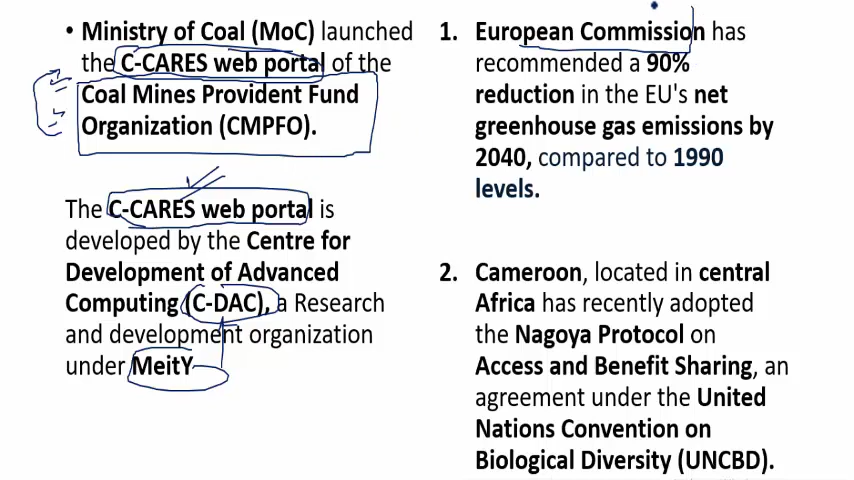 • Ministry of Coal (MoC) launched
the C-CARES web portal of the
Coal Mines Provident Fund
Organization (CMPFO).
The C-CARES web portal is
developed by the Centre for
Development of Advanced
Computing (C-DAC), a Research
and development organization
under MeitY
1. European Commission has
recommended a 90%
reduction in the EU's net
greenhouse gas emissions by
2040, compared to 1990
levels.
2. Cameroon, located in central
Africa has recently adopted
the Nagoya Protocol on
Access and Benefit Sharing, an
agreement under the United
Nations Convention on
Biological Diversity (UNCBD).